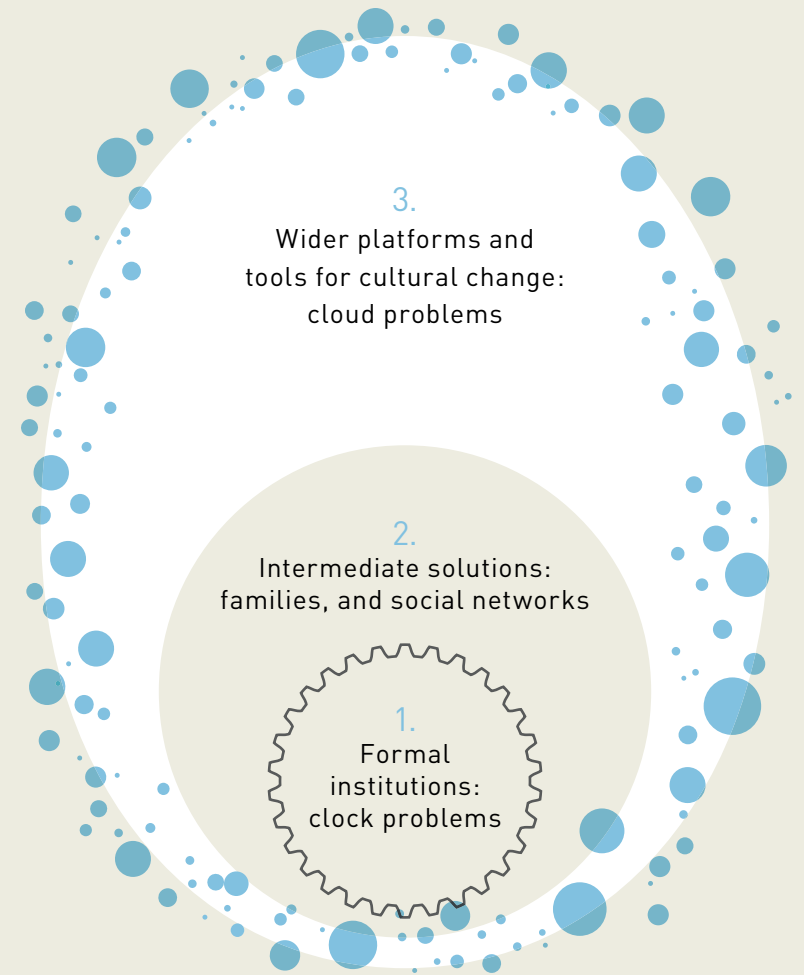 3.
Wider platforms and
tools for cultural change:
cloud problems
2.
Intermediate solutions:
families, and social networks
1.
Formal
institutions:
clock problems